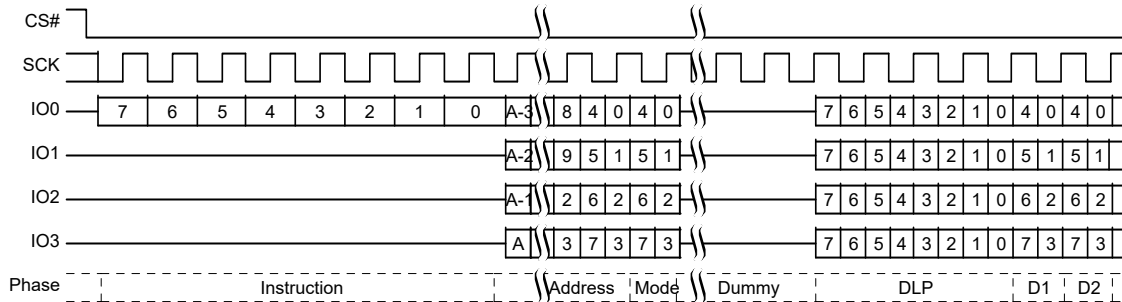 CS#
SCK
IO0 7 6 5 4 3 2 1 0 A-3 8 4 0 4 0 7 6 5 4 3 2 1 0 4 0 4 0
IO1 A-2 9 5 1 5 1 7 6 5 4 3 2 1 0 5 1 5 1
IO2 A-1 2 6 2 6 2 7 6 5 4 3 2 1 0 6 2 6 2
IO3 A 3 7 3 7 3 7 6 5 4 3 2 1 0 7 3 7 3
Phase Instruction Address Mode Dummy DLP D1 D2